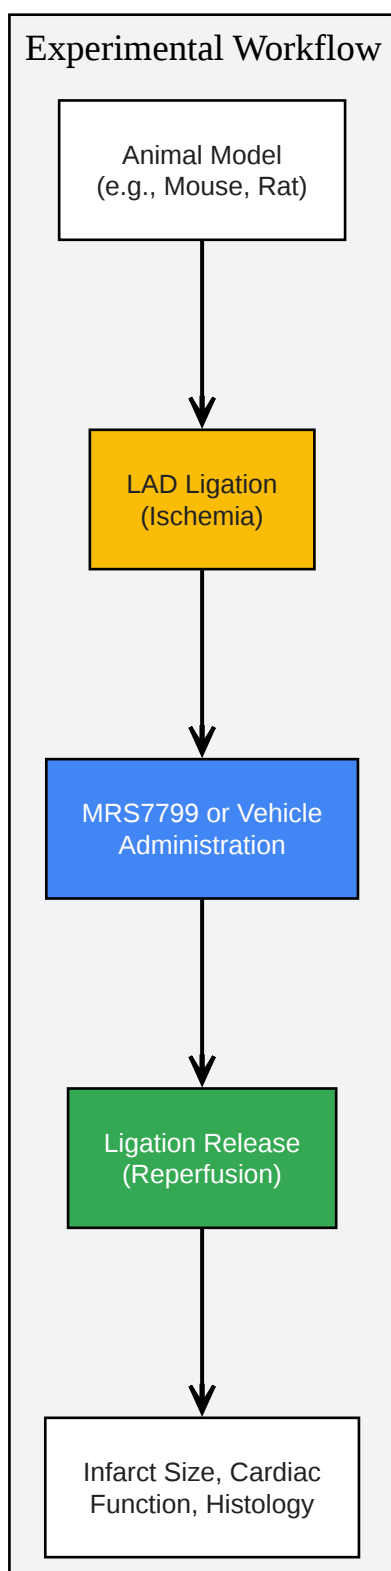 Experimental Workflow
Animal Model
(e.g., Mouse, Rat)
LAD Ligation
(Ischemia)
MRS7799 or Vehicle
Administration
Ligation Release
(Reperfusion)
Infarct Size, Cardiac
Function, Histology